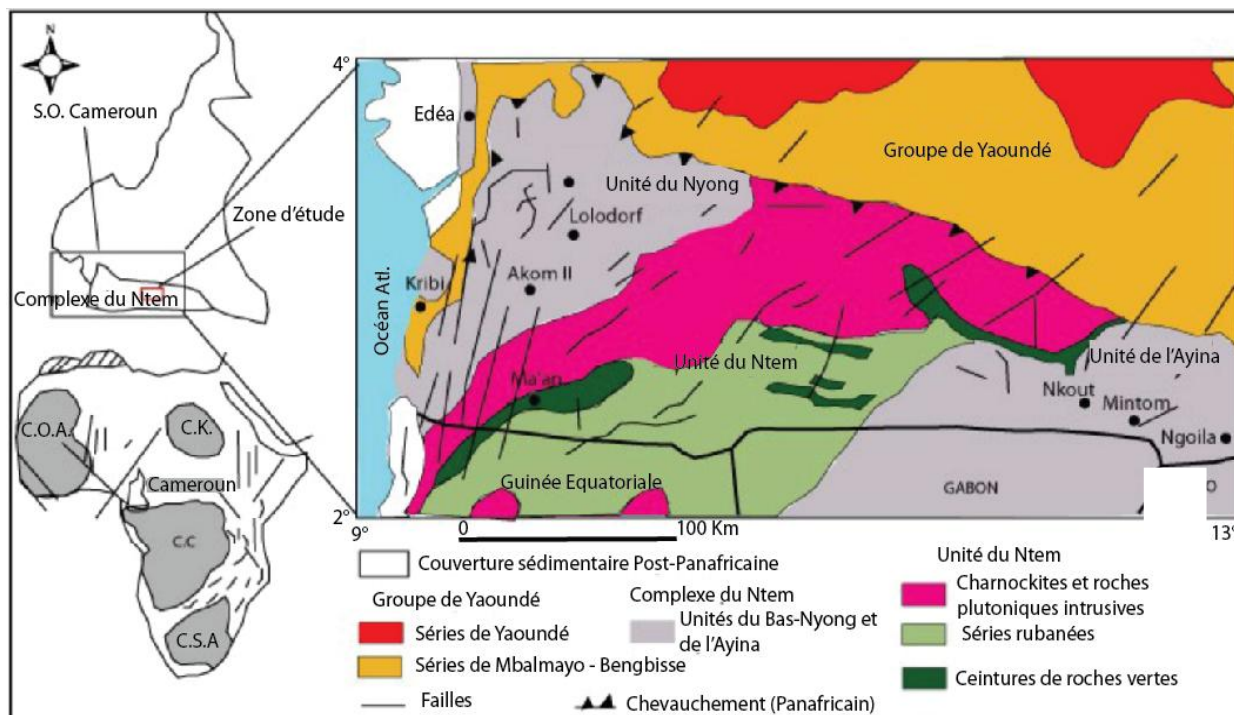 N
S.O. Cameroun
Zone d'étude
Complexe du Ntem
C.O.A.
C.K.
Cameroun
C.C
C.S.A
4°
2°
9°
13°
Océan Atl.
Edéa
Groupe de Yaoundé
Unité du Nyong
Lolodorf
Akom II
Kribi
Unité du Ntem
Ma'an
Unité de l'Ayina
Nkout
Mintom
Ngoila
Guinée Equatoriale
GABON
O
0 100 Km
Couverture sédimentaire Post-Panafricaine
Groupe de Yaoundé
Séries de Yaoundé
Séries de Mbalmayo - Bengbisse
Failles
Complexe du Ntem
Unités du Bas-Nyong et
de l'Ayina
Chevauchement (Panafricain)
Unité du Ntem
Charnockites et roches
plutoniques intrusives
Séries rubanées
Ceintures de roches vertes